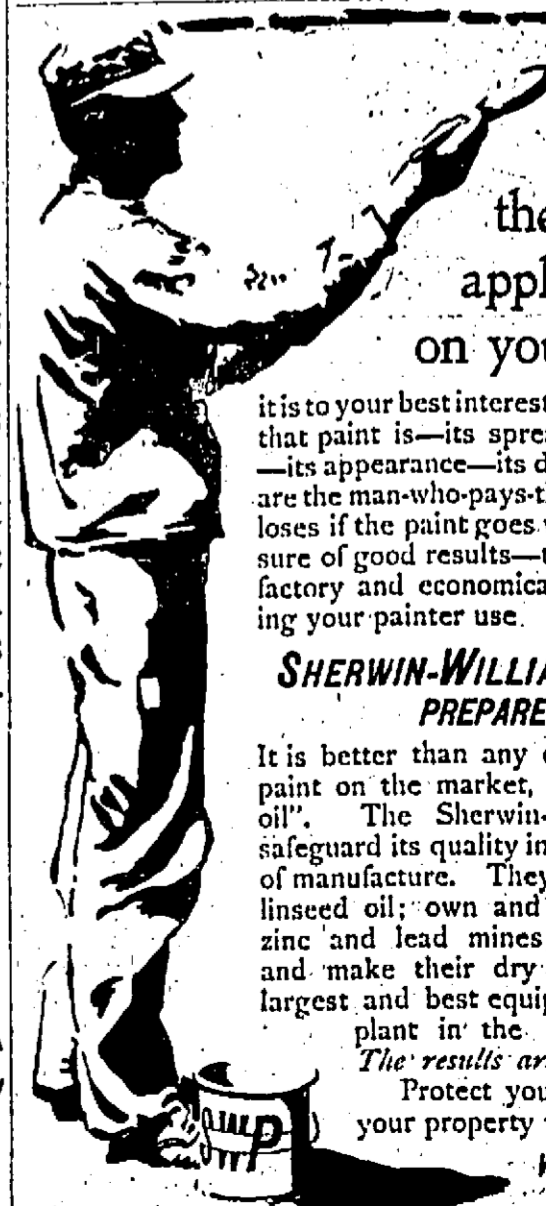 the
appl
on you
it is to your best interest
that paint is—its spre
—its appearance—its d
are the man-who-pays-t
loses if the paint goes
sure of good results—t
factory and economica
ing your painter use
SHERWIN-WILLIA
PREPARE
It is better than any
paint on the market,
oil". The Sherwin-
safeguard its quality in
of manufacture. They
linseed oil; own and
zinc and lead mines
and make their dry
largest and best equip
plant in the
The results ar
Protect you
your property
SWP